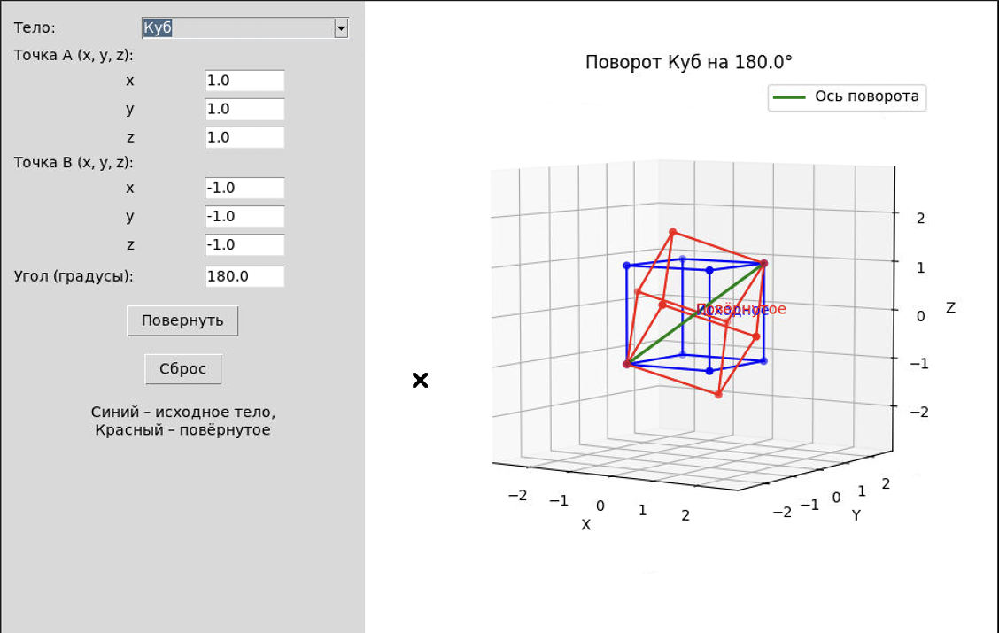 Тело: Куб
Точка A (x, y, z):
x 1.0
y 1.0
z 1.0
Точка B (x, y, z):
x -1.0
y -1.0
z -1.0
Угол (градусы): 180.0
Повернуть
Сброс
Синий – исходное тело,
Красный – повёрнутое
Поворот Куб на 180.0°
Ось поворота
Исходное
Повёрнутое
2
1
0
−1
−2
Z
−2 −1 0 1 2
X
−2 −1 0 1 2
Y